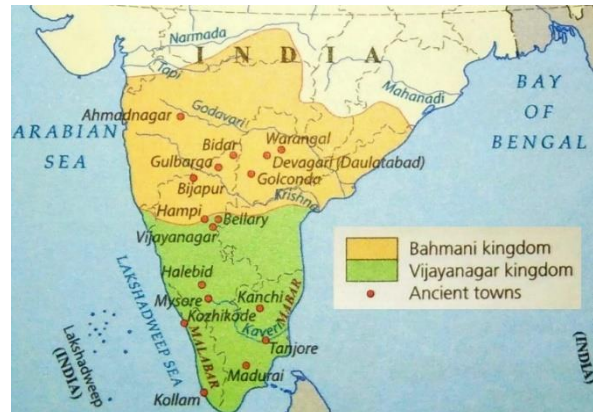 Narmada
I N D I A
Tapi
Mahanadi
BAY
OF
BENGAL
Ahmadnagar
Godavari
ARABIAN
SEA
Bidar
Warangal
Gulbarga
Devagari (Daulatabad)
Golconda
Bijapur
Krishna
Hampi
Bellary
Vijayanagar
Bahmani kingdom
Vijayanagar kingdom
Ancient towns
Halebid
LAKSHADWEEP SEA
Mysore
Kanchi
MABAR
Kozhikade
Kaveri
MALABAR
Tanjore
Lakshadweep
(INDIA)
Madurai
Kollam
(INDIA)